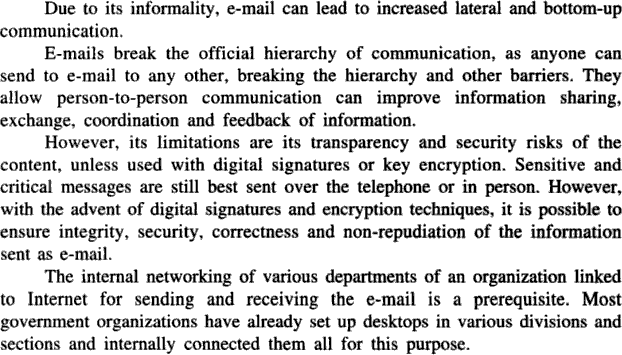 Due to its informality, e-mail can lead to increased lateral and bottom-up
communication.
E-mails break the official hierarchy of communication, as anyone can
send to e-mail to any other, breaking the hierarchy and other barriers. They
allow person-to-person communication can improve information sharing,
exchange, coordination and feedback of information.
However, its limitations are its transparency and security risks of the
content, unless used with digital signatures or key encryption. Sensitive and
critical messages are still best sent over the telephone or in person. However,
with the advent of digital signatures and encryption techniques, it is possible to
ensure integrity, security, correctness and non-repudiation of the information
sent as e-mail.
The internal networking of various departments of an organization linked
to Internet for sending and receiving the e-mail is a prerequisite. Most
government organizations have already set up desktops in various divisions and
sections and internally connected them all for this purpose.